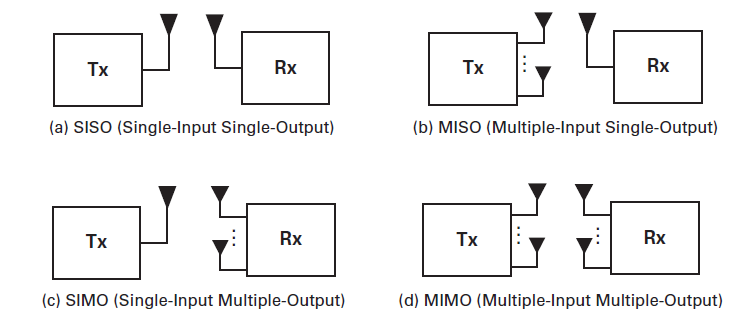 Tx
Rx
Tx
Rx
(a) SISO (Single-Input Single-Output)
(b) MISO (Multiple-Input Single-Output)
Tx
Rx
Tx
Rx
(c) SIMO (Single-Input Multiple-Output)
(d) MIMO (Multiple-Input Multiple-Output)